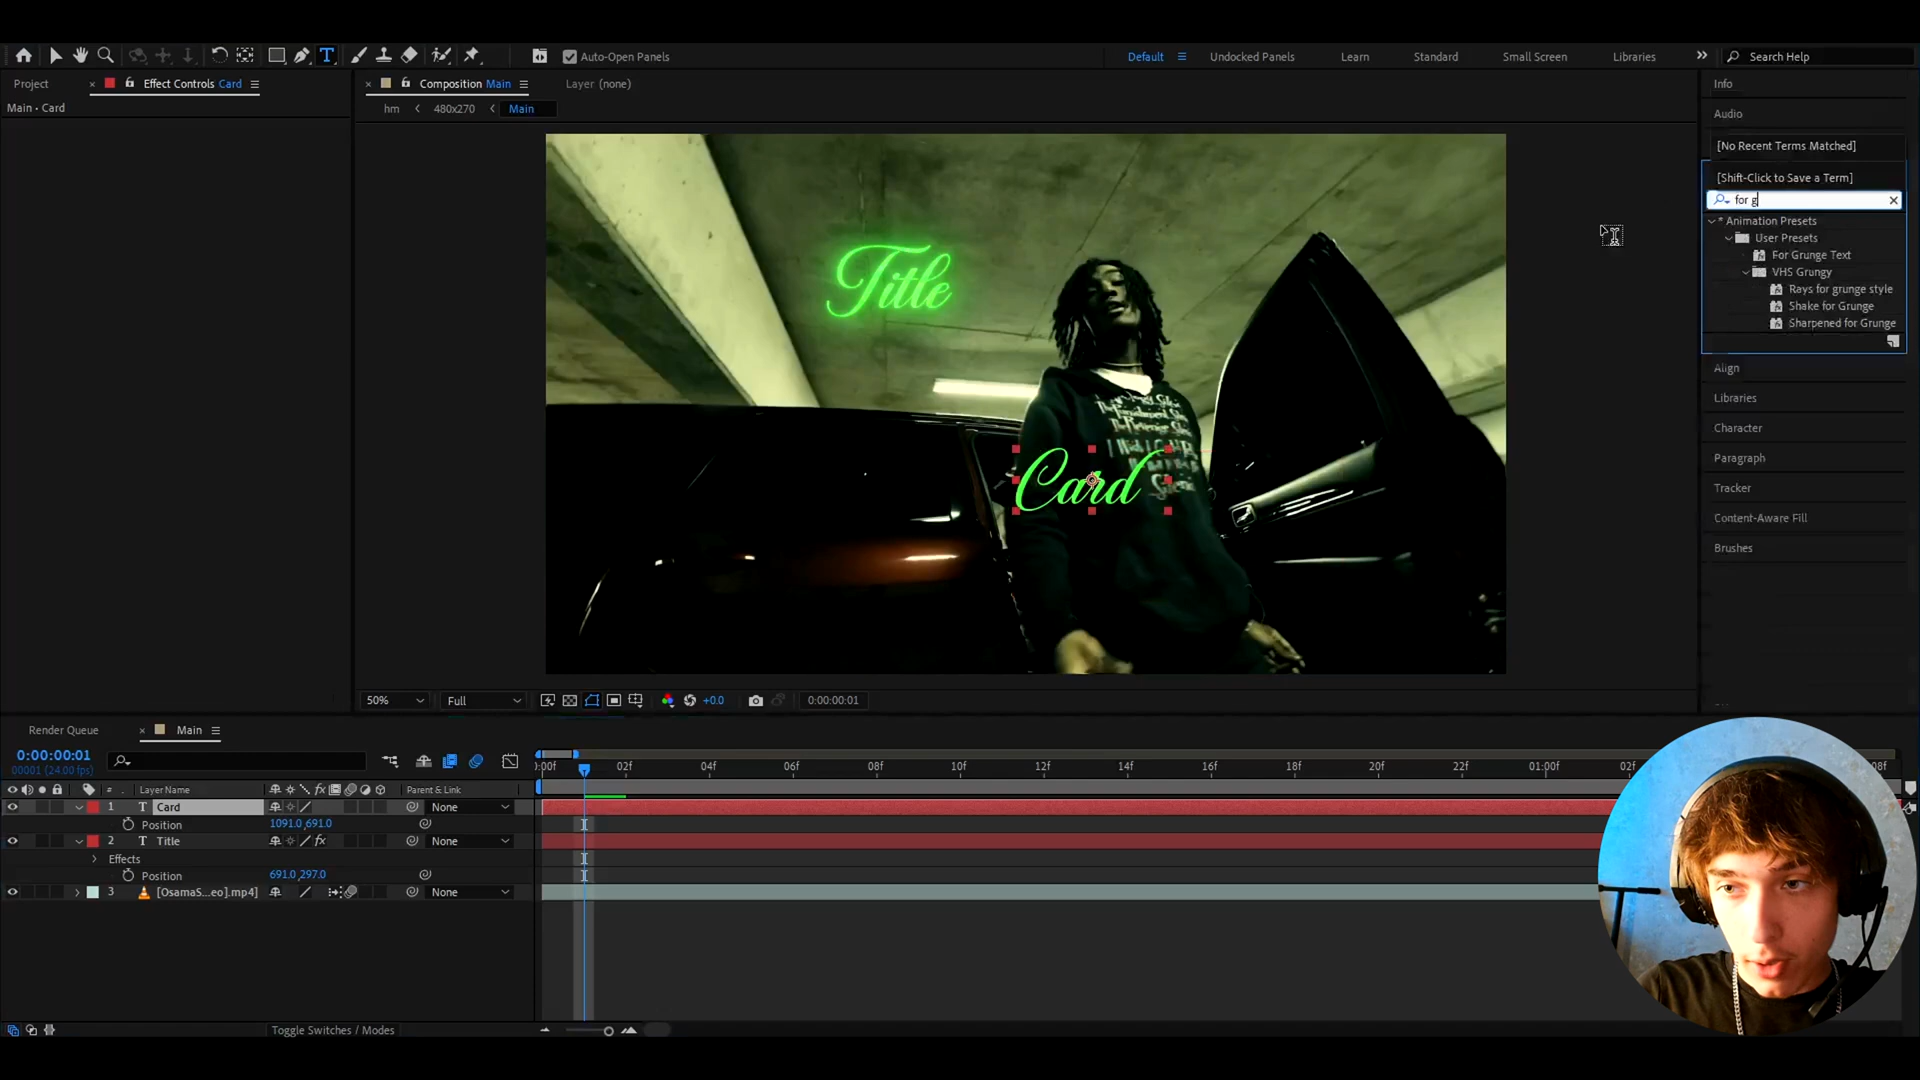 Auto-Open Panels
Default
Undocked Panels
Learn
Standard
Small Screen
Libraries
Search Help
Project
Effect Controls Card
Composition Main
Layer (none)
Info
Main • Card
hm
480x270
Main
Audio
[No Recent Terms Matched]
[Shift-Click to Save a Term]
for g
* Animation Presets
User Presets
For Grunge Text
VHS Grungy
Rays for grunge style
Shake for Grunge
Sharpened for Grunge
Align
Libraries
Character
Paragraph
Tracker
Content-Aware Fill
Brushes
Title
Card
50%
Full
+0.0
0:00:00:01
Render Queue
Main
0:00:00:01
00001 (24.00 fps)
:00f
02f
04f
06f
08f
10f
12f
14f
16f
18f
20f
22f
01:00f
02f
08f
#
Layer Name
fx
Parent & Link
1
T
Card
None
Position
1091.0,691.0
2
T
Title
fx
None
Effects
Position
691.0,297.0
3
[OsamaS...eo].mp4]
None
Toggle Switches / Modes